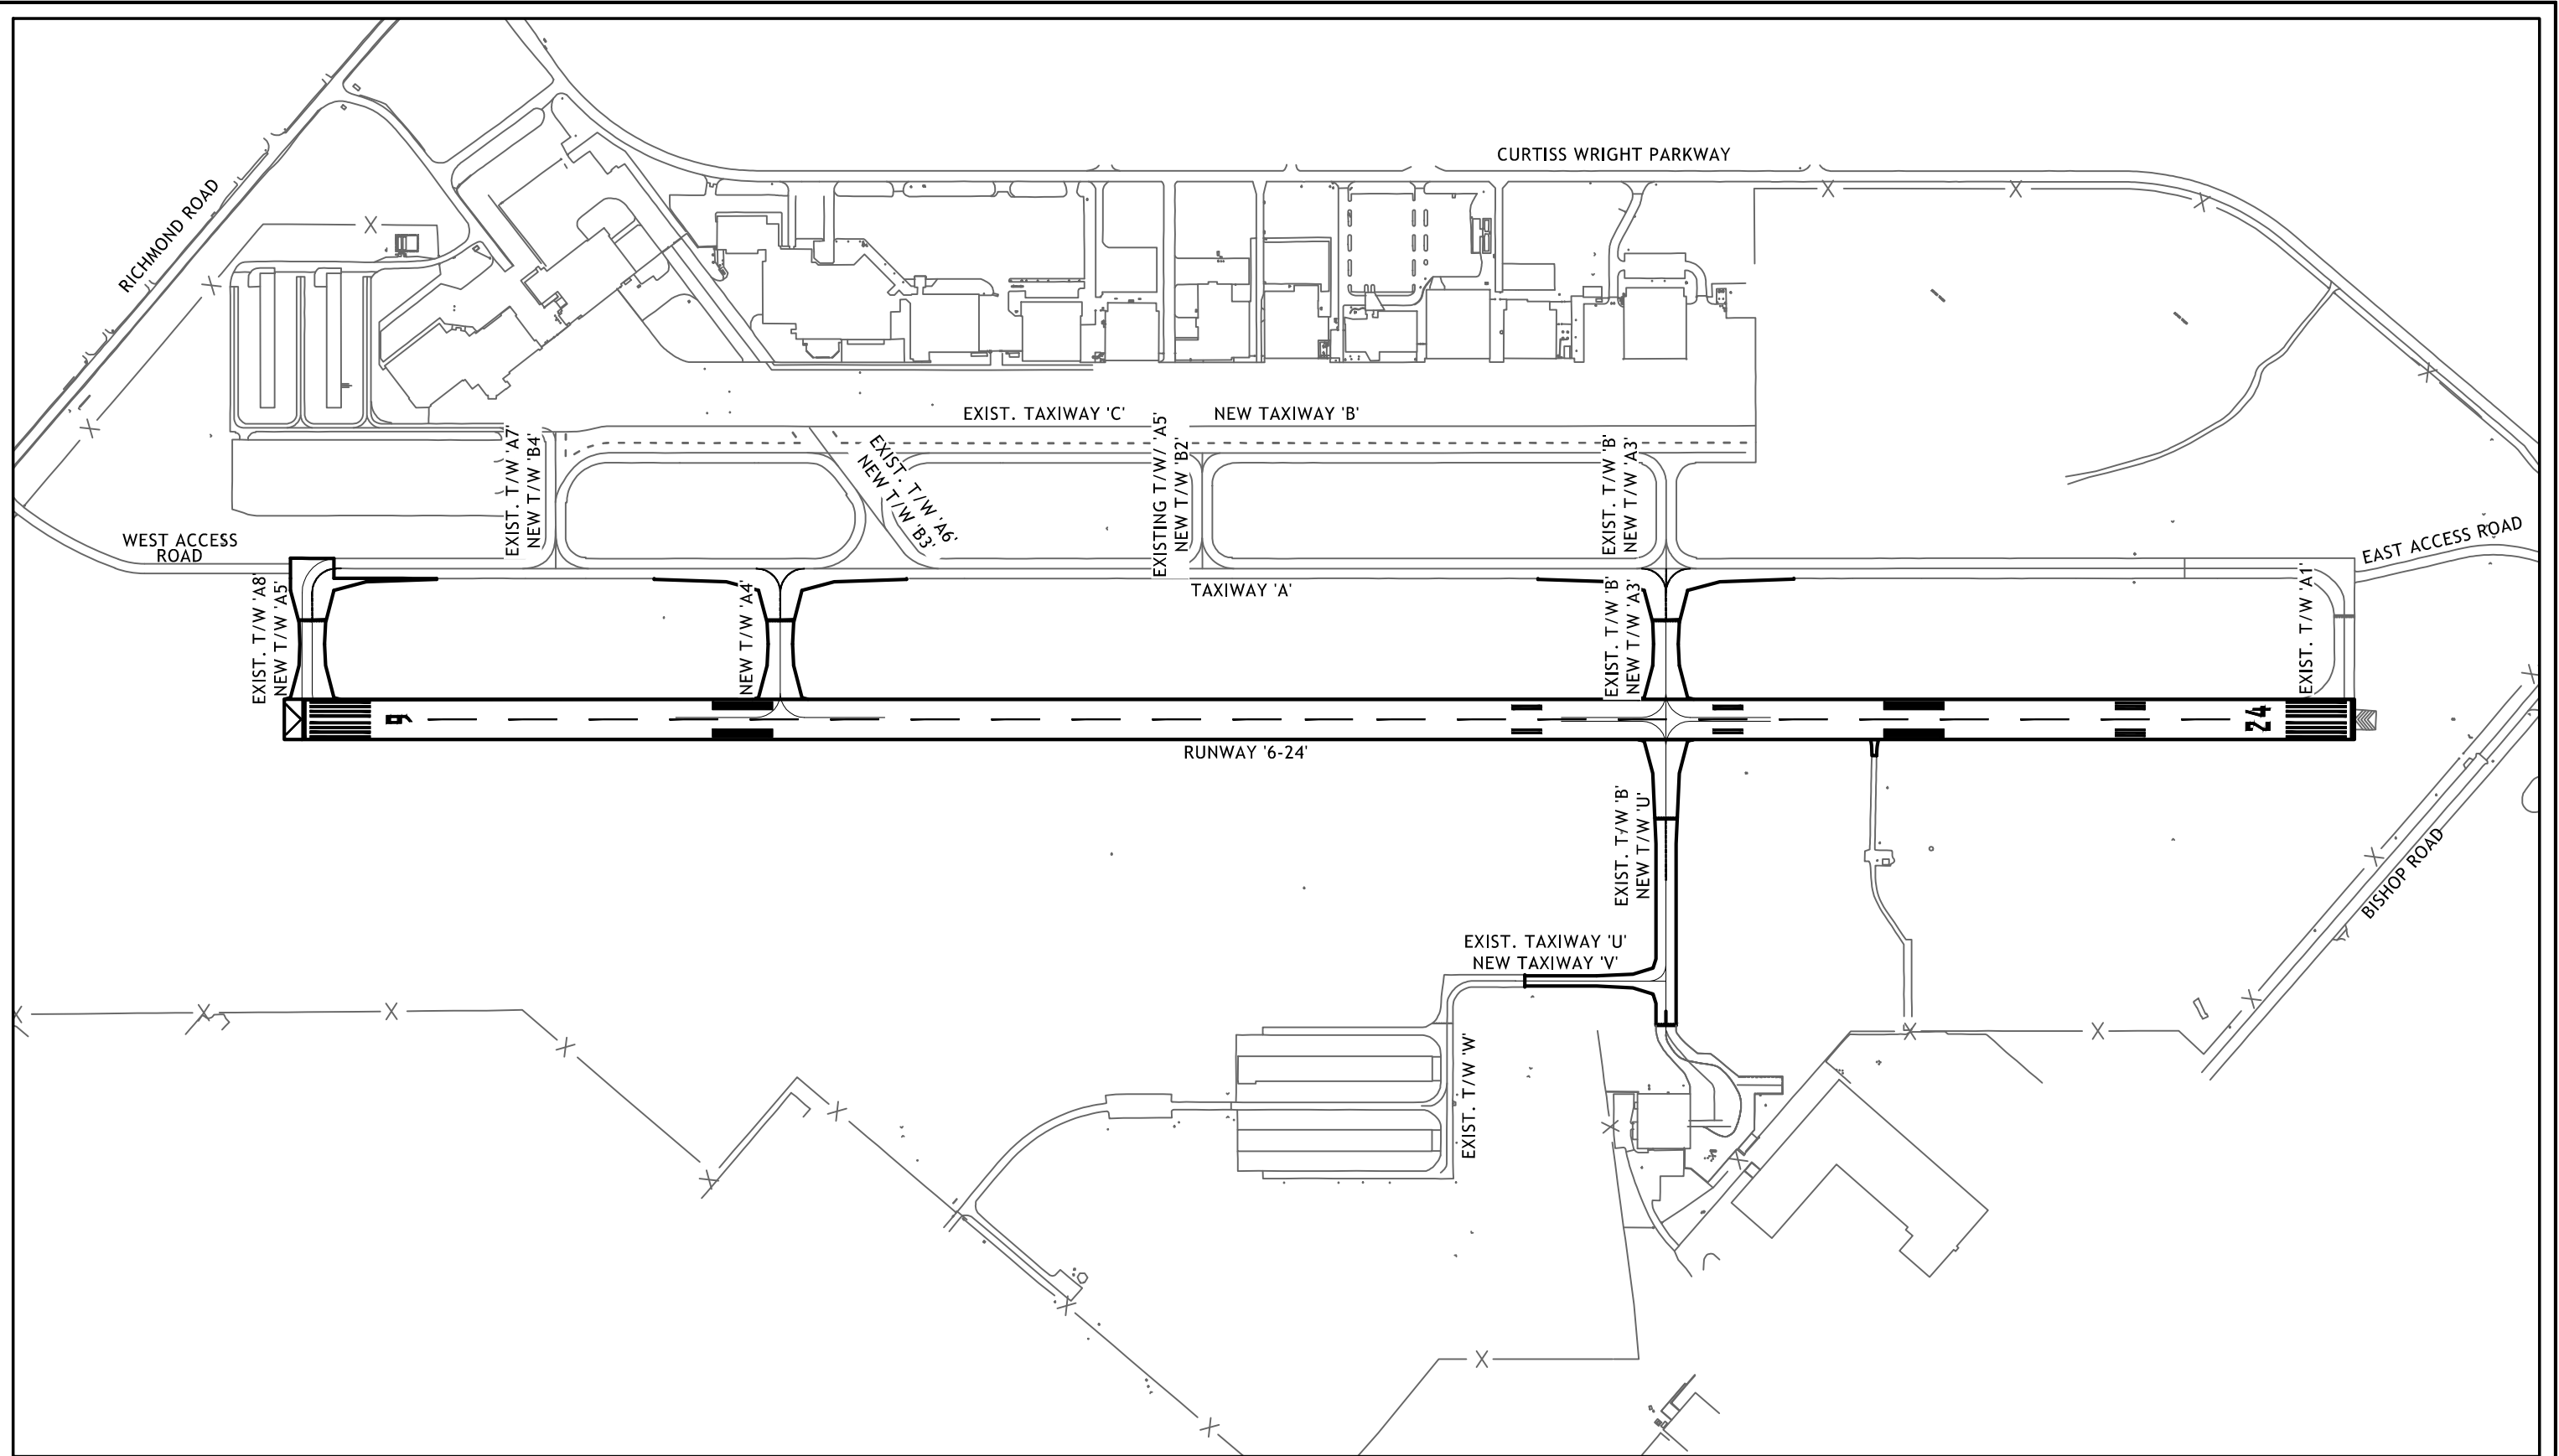 CURTISS WRIGHT PARKWAY
RICHMOND ROAD
EXIST. TAXIWAY 'C'
NEW TAXIWAY 'B'
EXIST. T/W 'A7'
NEW T/W 'B4'
EXIST. T/W 'A6'
NEW T/W 'B3'
EXISTING T/W/ 'A5'
NEW T/W 'B2'
EXIST. T/W 'B'
NEW T/W 'A3'
WEST ACCESS
ROAD
EAST ACCESS ROAD
EXIST. T/W 'A8'
NEW T/W 'A5'
NEW T/W 'A4'
TAXIWAY 'A'
EXIST. T/W 'B'
NEW T/W 'A3'
EXIST. T/W 'A1'
6
24
RUNWAY '6-24'
EXIST. T/W 'B'
NEW T/W 'U'
BISHOP ROAD
EXIST. TAXIWAY 'U'
NEW TAXIWAY 'V'
EXIST. T/W 'W'